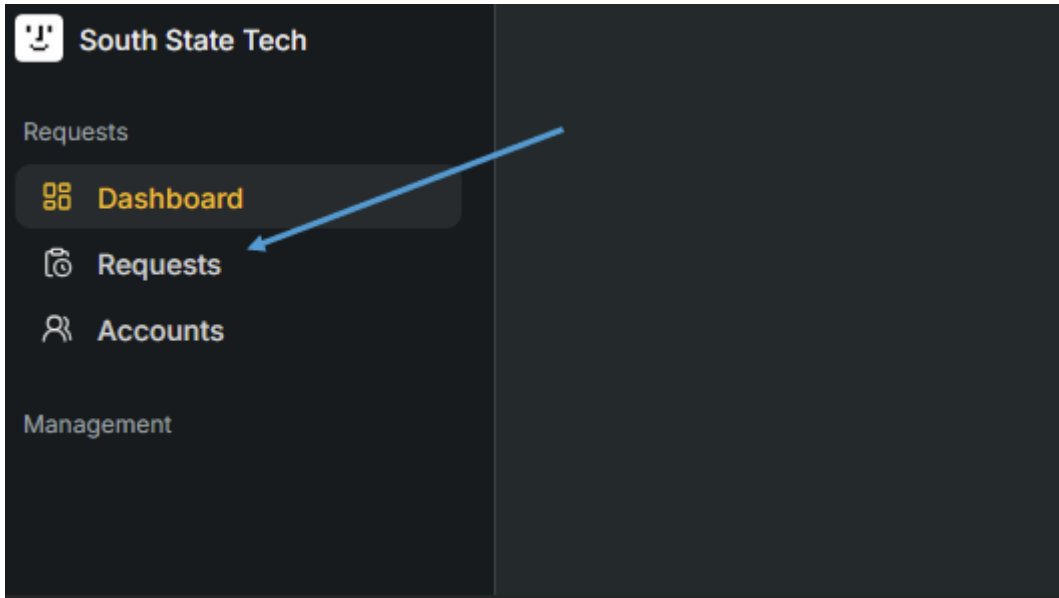 South State Tech
Requests
Dashboard
Requests
Accounts
Management